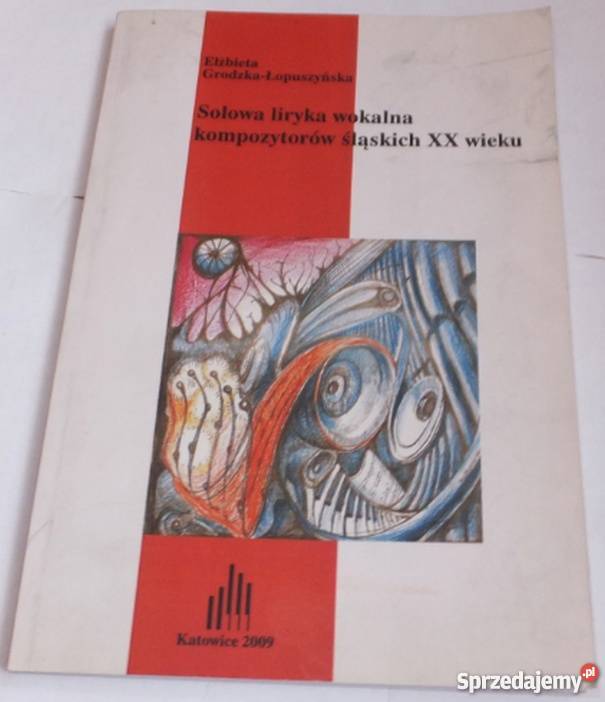 Elżbieta
Grodzka-Łopuszyńska
Solowa liryka wokalna
kompozytorów śląskich XX wieku
Katowice 2009
Sprzedajemy.pl